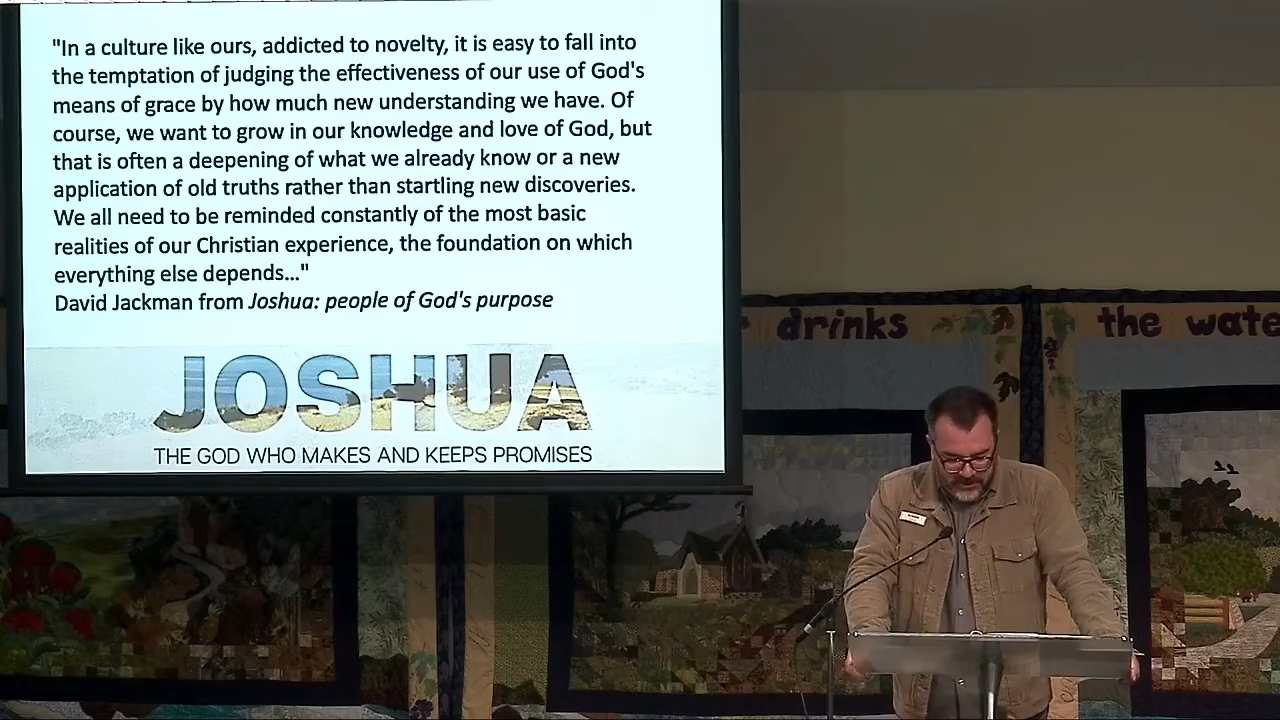 "In a culture like ours, addicted to novelty, it is easy to fall into
the temptation of judging the effectiveness of our use of God's
means of grace by how much new understanding we have. Of
course, we want to grow in our knowledge and love of God, but
that is often a deepening of what we already know or a new
application of old truths rather than startling new discoveries.
We all need to be reminded constantly of the most basic
realities of our Christian experience, the foundation on which
everything else depends..."
David Jackman from Joshua: people of God's purpose
JOSHUA
THE GOD WHO MAKES AND KEEPS PROMISES
drinks
the wate